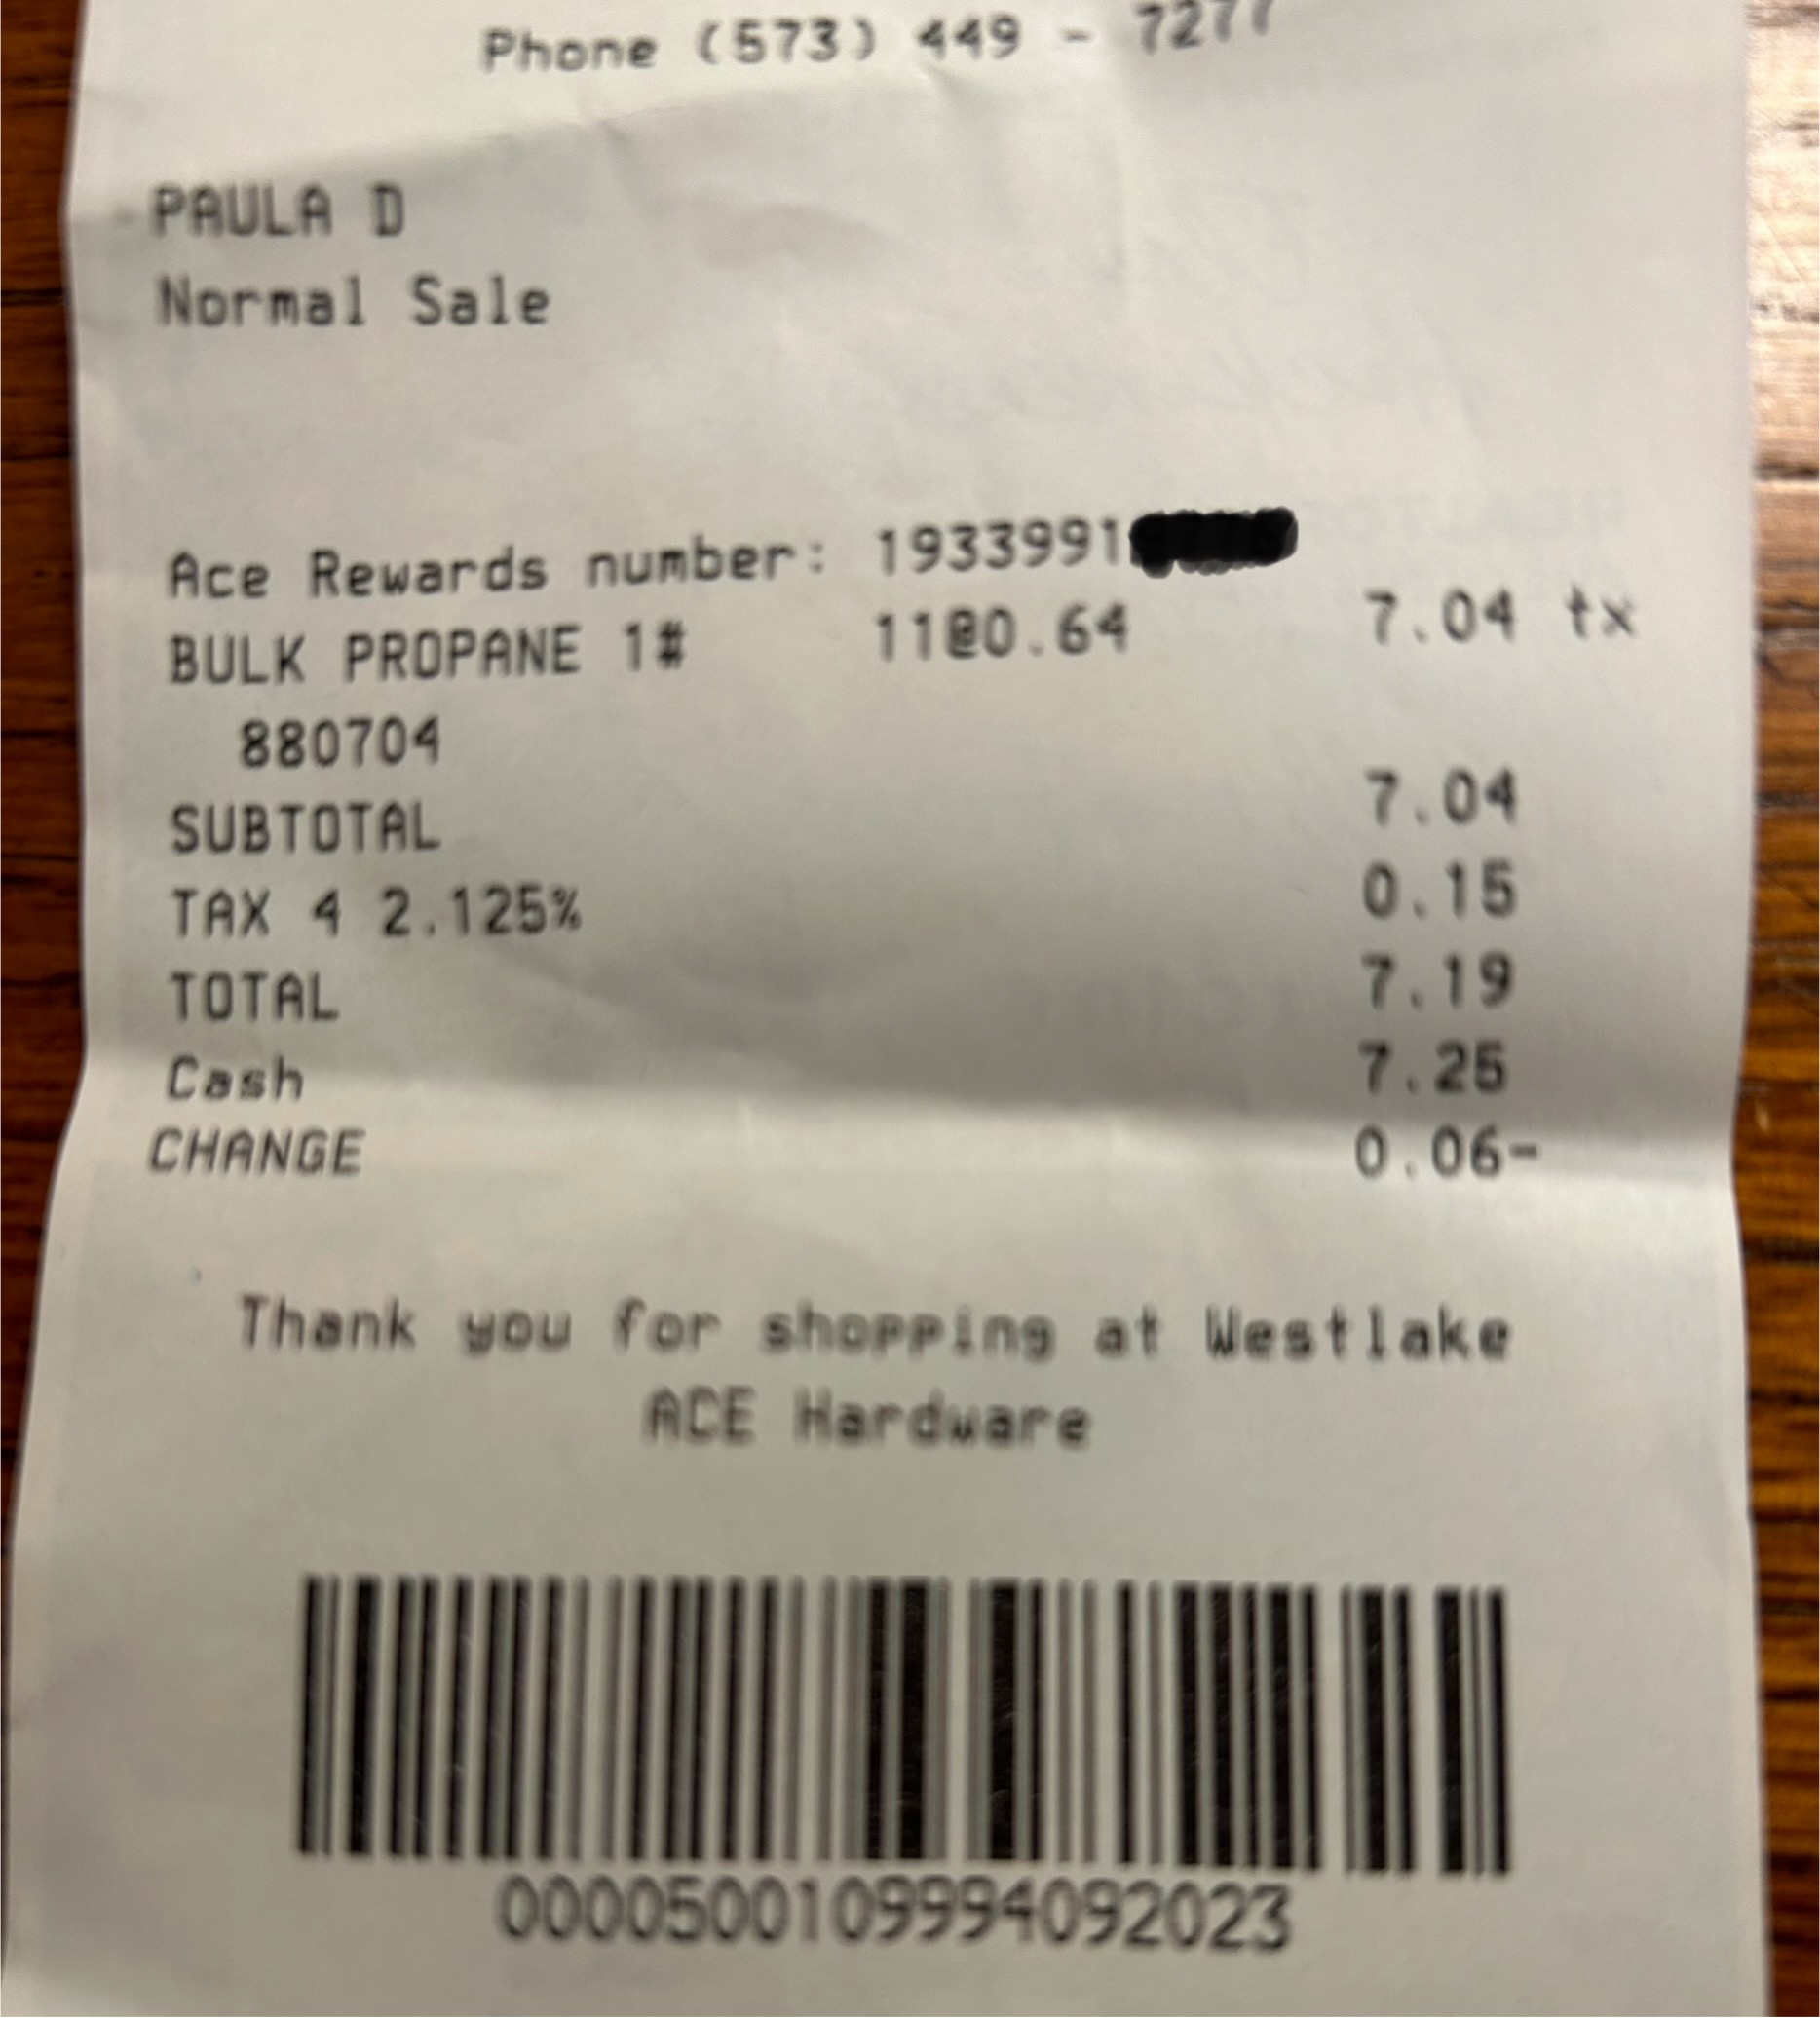 Phone (573) 449 - 7277
PAULA D
Normal Sale
Ace Rewards number: 1933991
BULK PROPANE 1# 11@0.64 7.04 tx
880704
SUBTOTAL 7.04
TAX 4 2.125% 0.15
TOTAL 7.19
Cash 7.25
CHANGE 0.06-
Thank you for shopping at Westlake
ACE Hardware
0000500109994092023